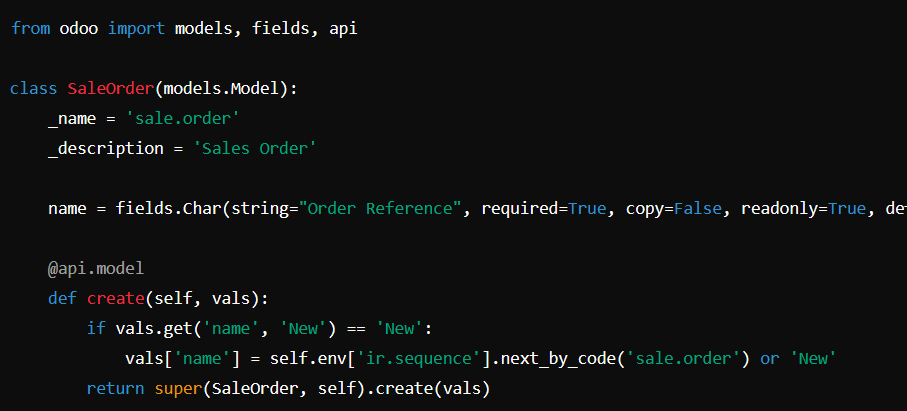 from odoo import models, fields, api
class SaleOrder(models.Model):
_name = 'sale.order'
_description = 'Sales Order'
name = fields.Char(string="Order Reference", required=True, copy=False, readonly=True,
@api.model
def create(self, vals):
if vals.get('name', 'New') == 'New':
vals['name'] = self.env['ir.sequence'].next_by_code('sale.order') or 'New'
return super(SaleOrder, self).create(vals)